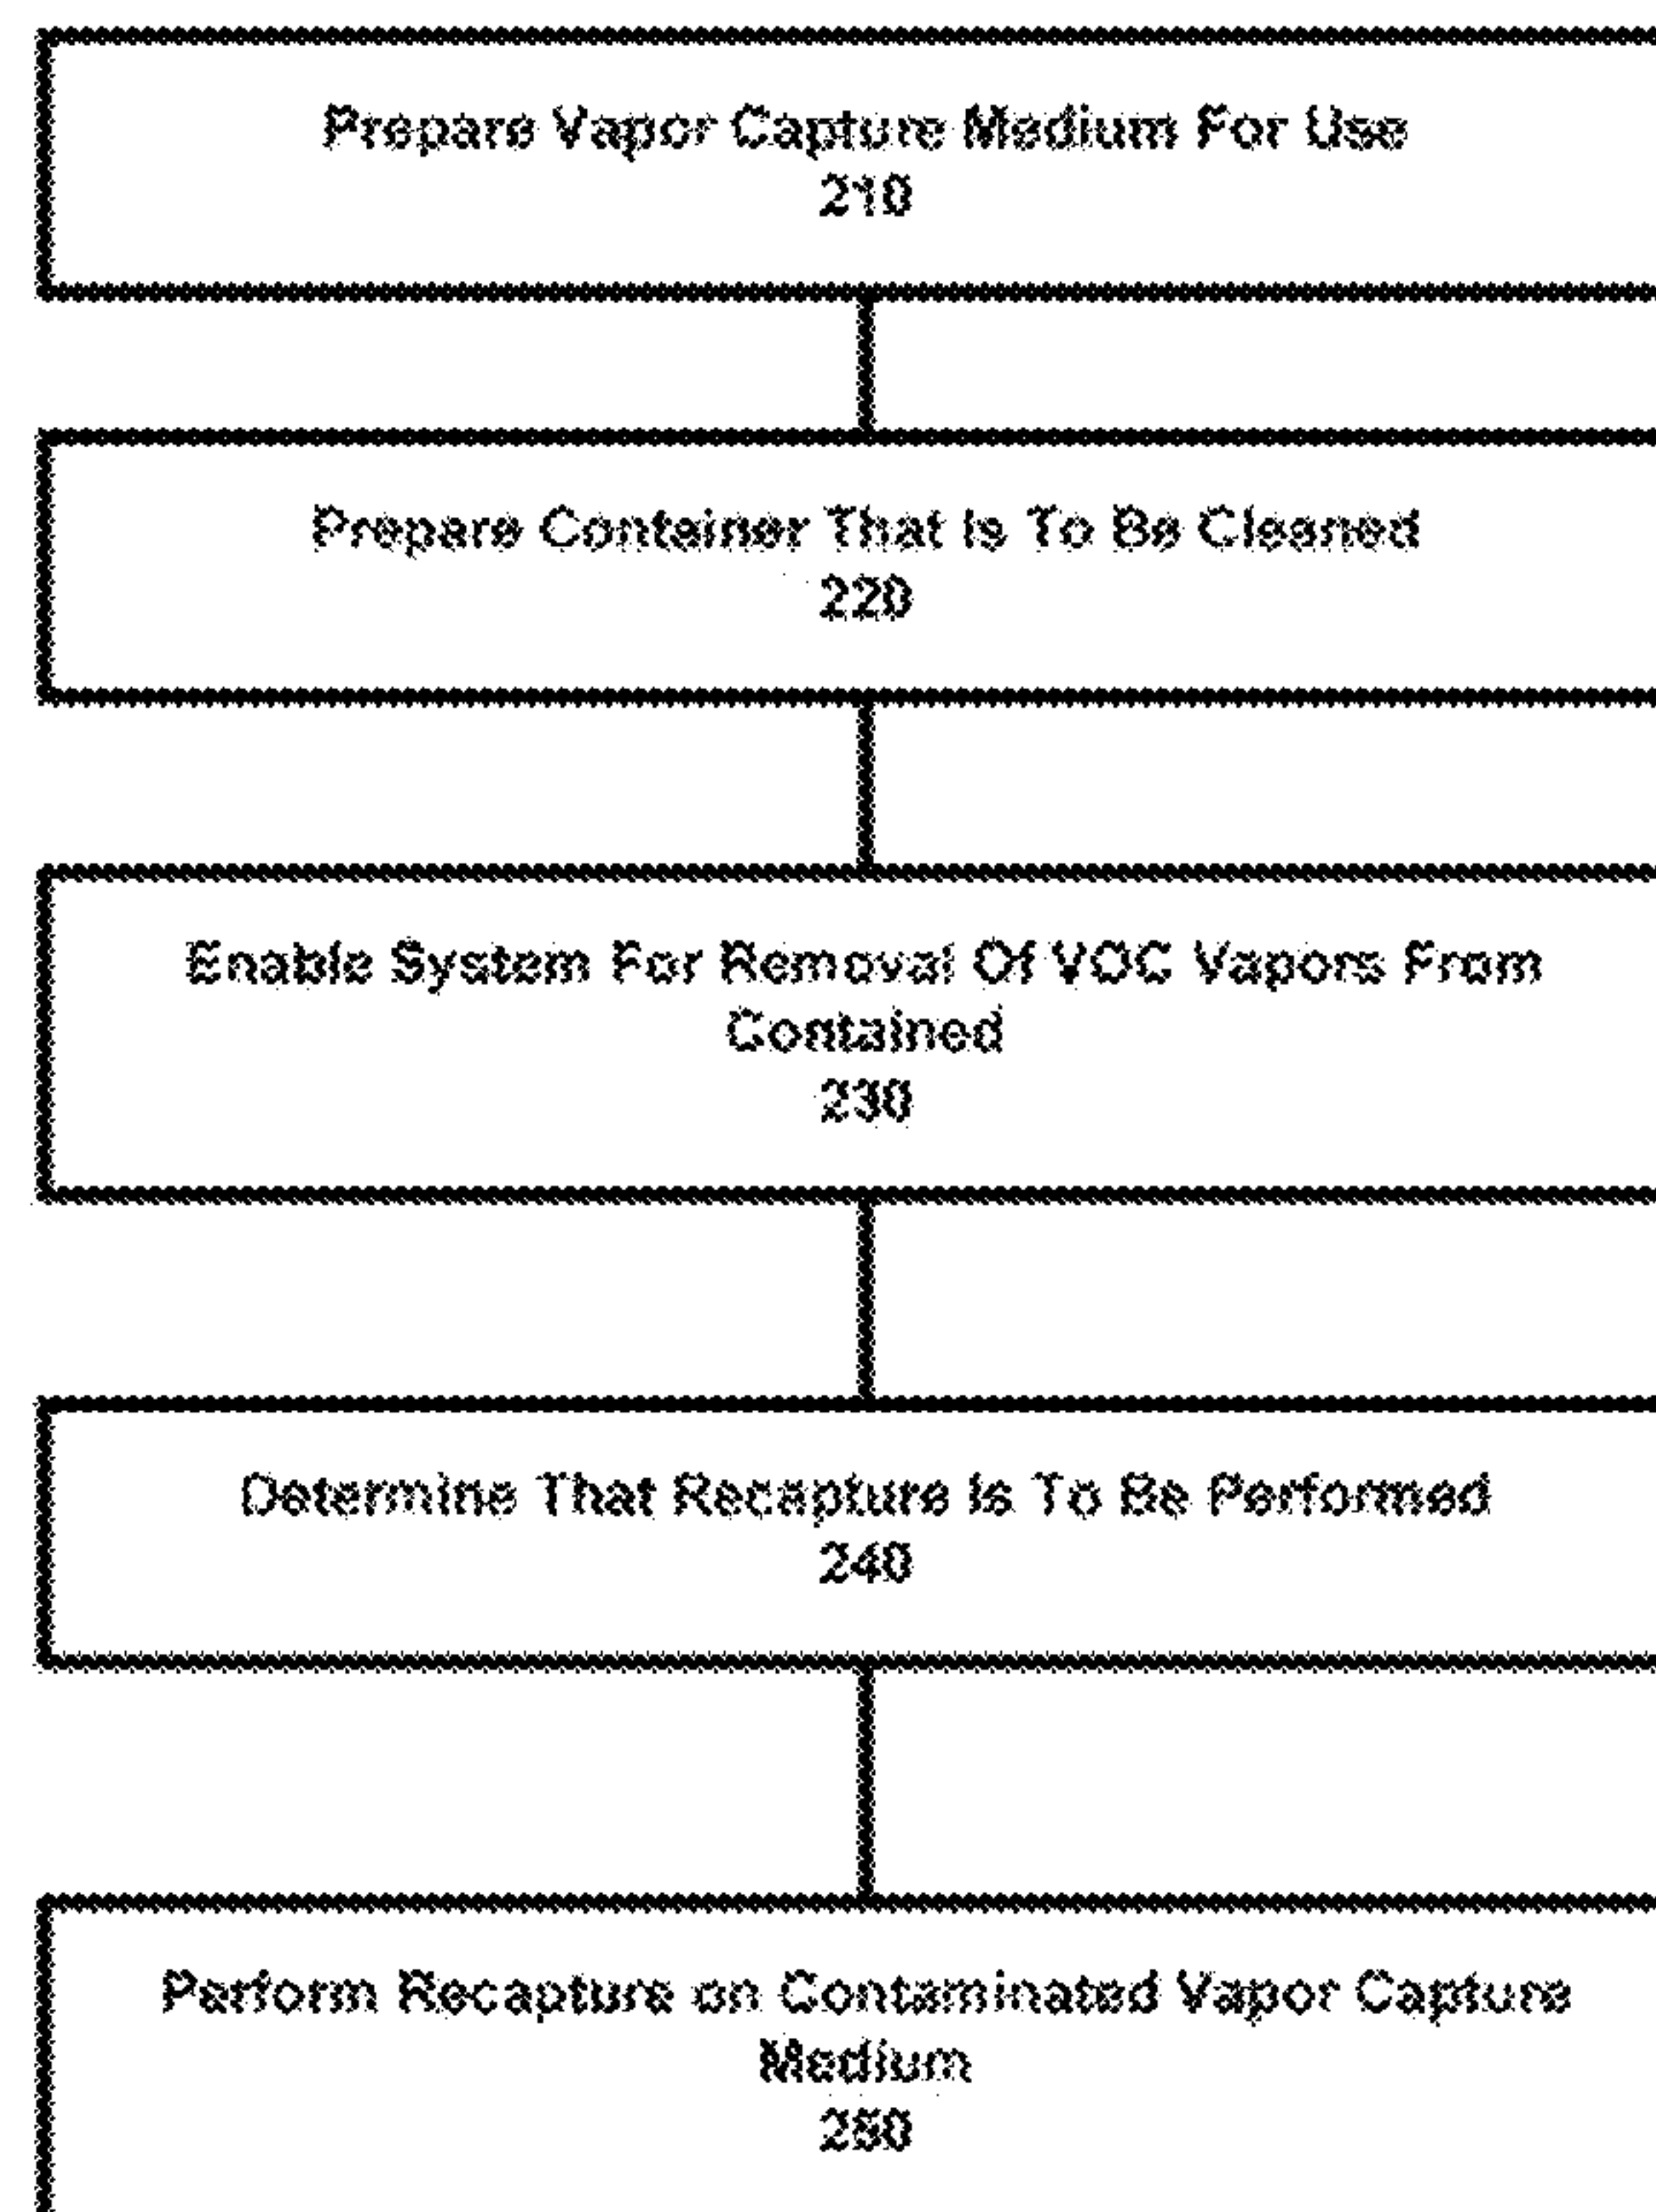 Prepare Vapor Capture Medium For Use
210
Prepare Container That Is To Be Cleaned
220
Enable System For Removal Of VOC Vapors From
Contained
230
Determine That Recapture Is To Be Performed
240
Perform Recapture on Contaminated Vapor Capture
Medium
250